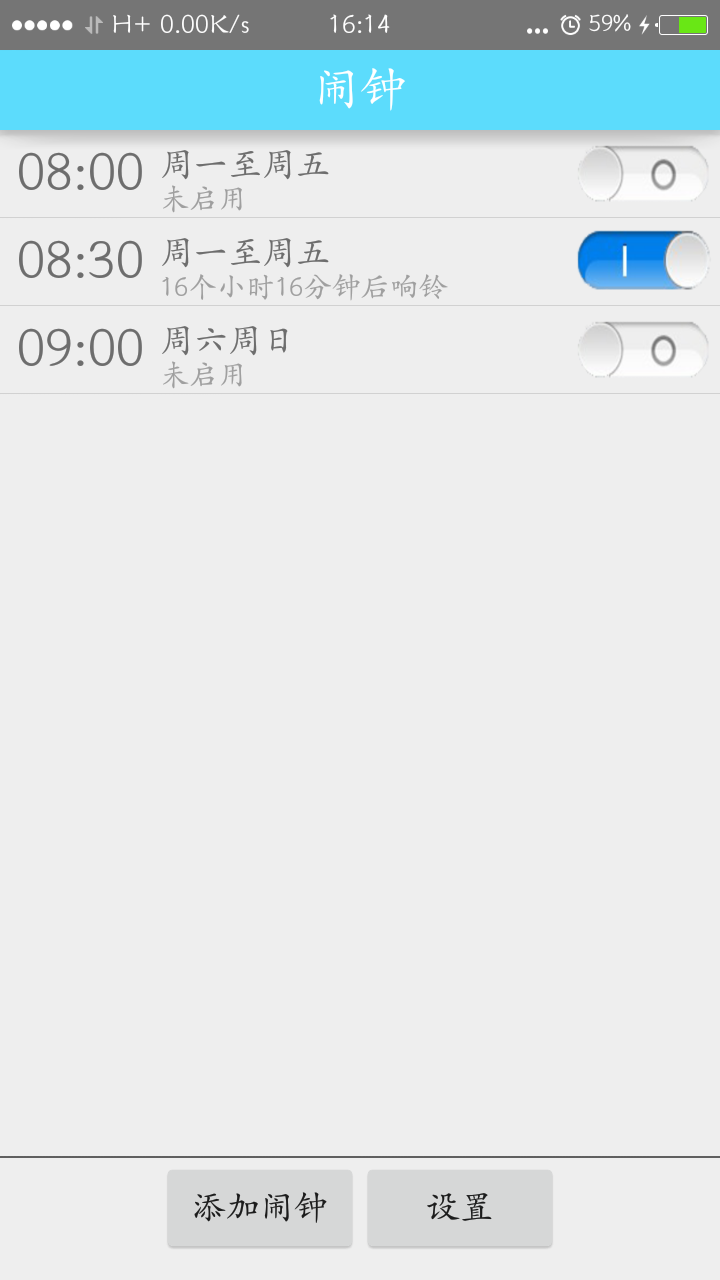 H+ 0.00K/s 16:14 ... 59%
闹钟
08:00 周一至周五
未启用
08:30 周一至周五
16个小时16分钟后响铃
09:00 周六周日
未启用
添加闹钟 设置